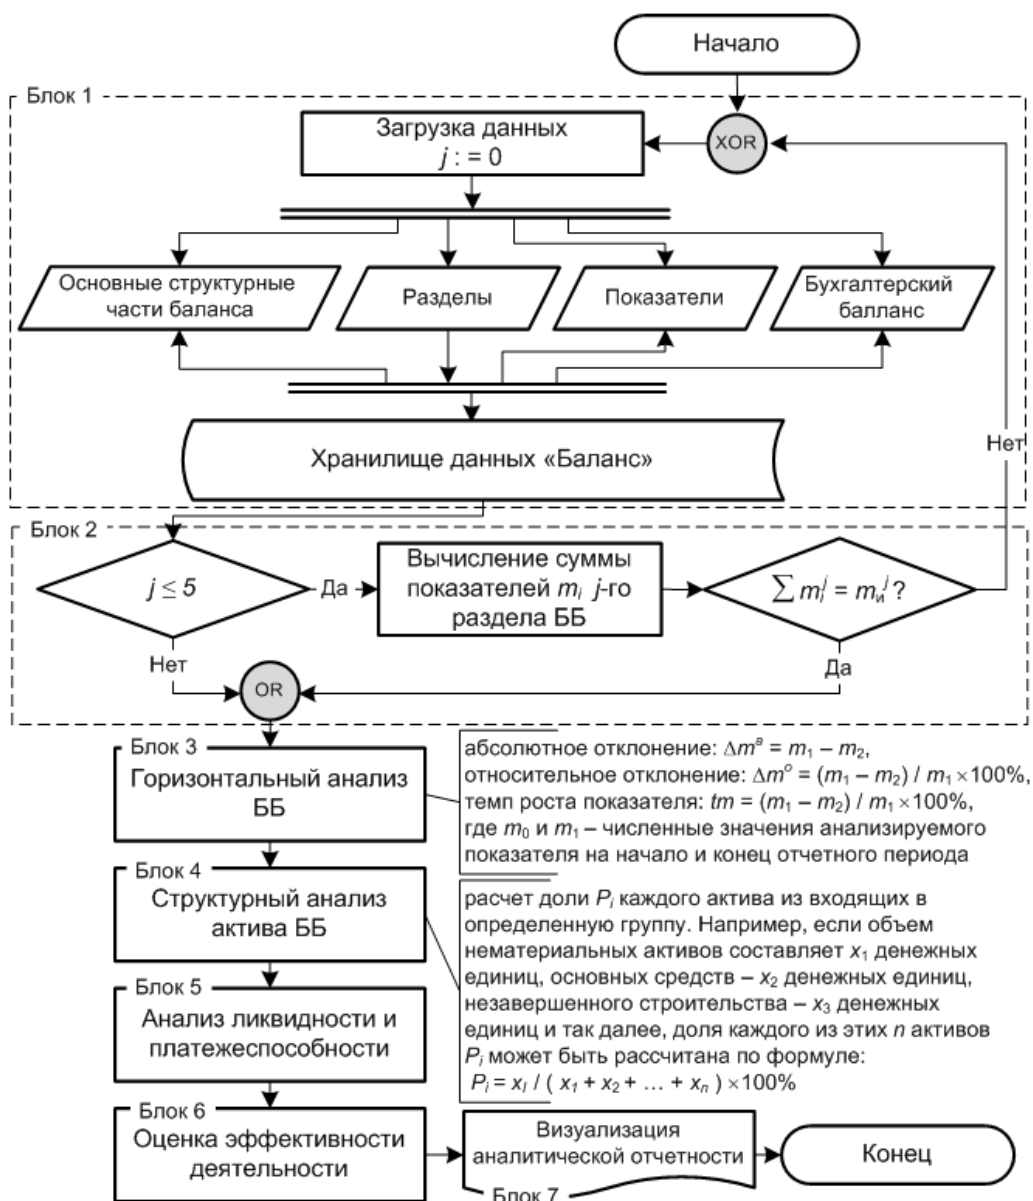 Начало
Блок 1
Загрузка данных
j : = 0
XOR
Основные структурные
части баланса
Разделы
Показатели
Бухгалтерский
балланс
Хранилище данных «Баланс»
Нет
Блок 2
j ≤ 5
Да
Вычисление суммы
показателей mᵢ j-го
раздела ББ
∑ mᵢʲ = mᵢₗʲ ?
Нет
Да
OR
Блок 3
Горизонтальный анализ
ББ
абсолютное отклонение: Δmᵃ = m₁ – m₂,
относительное отклонение: Δmᵒ = (m₁ – m₂) / m₁ ×100%,
темп роста показателя: tm = (m₁ – m₂) / m₁ ×100%,
где m₀ и m₁ – численные значения анализируемого
показателя на начало и конец отчетного периода
Блок 4
Структурный анализ
актива ББ
расчет доли Pᵢ каждого актива из входящих в
определенную группу. Например, если объем
нематериальных активов составляет x₁ денежных
единиц, основных средств – x₂ денежных единиц,
незавершенного строительства – x₃ денежных
единиц и так далее, доля каждого из этих n активов
Pᵢ может быть рассчитана по формуле:
Pᵢ = xᵢ / ( x₁ + x₂ + … + xₙ ) ×100%
Блок 5
Анализ ликвидности и
платежеспособности
Блок 6
Оценка эффективности
деятельности
Визуализация
аналитической отчетности
Блок 7
Конец